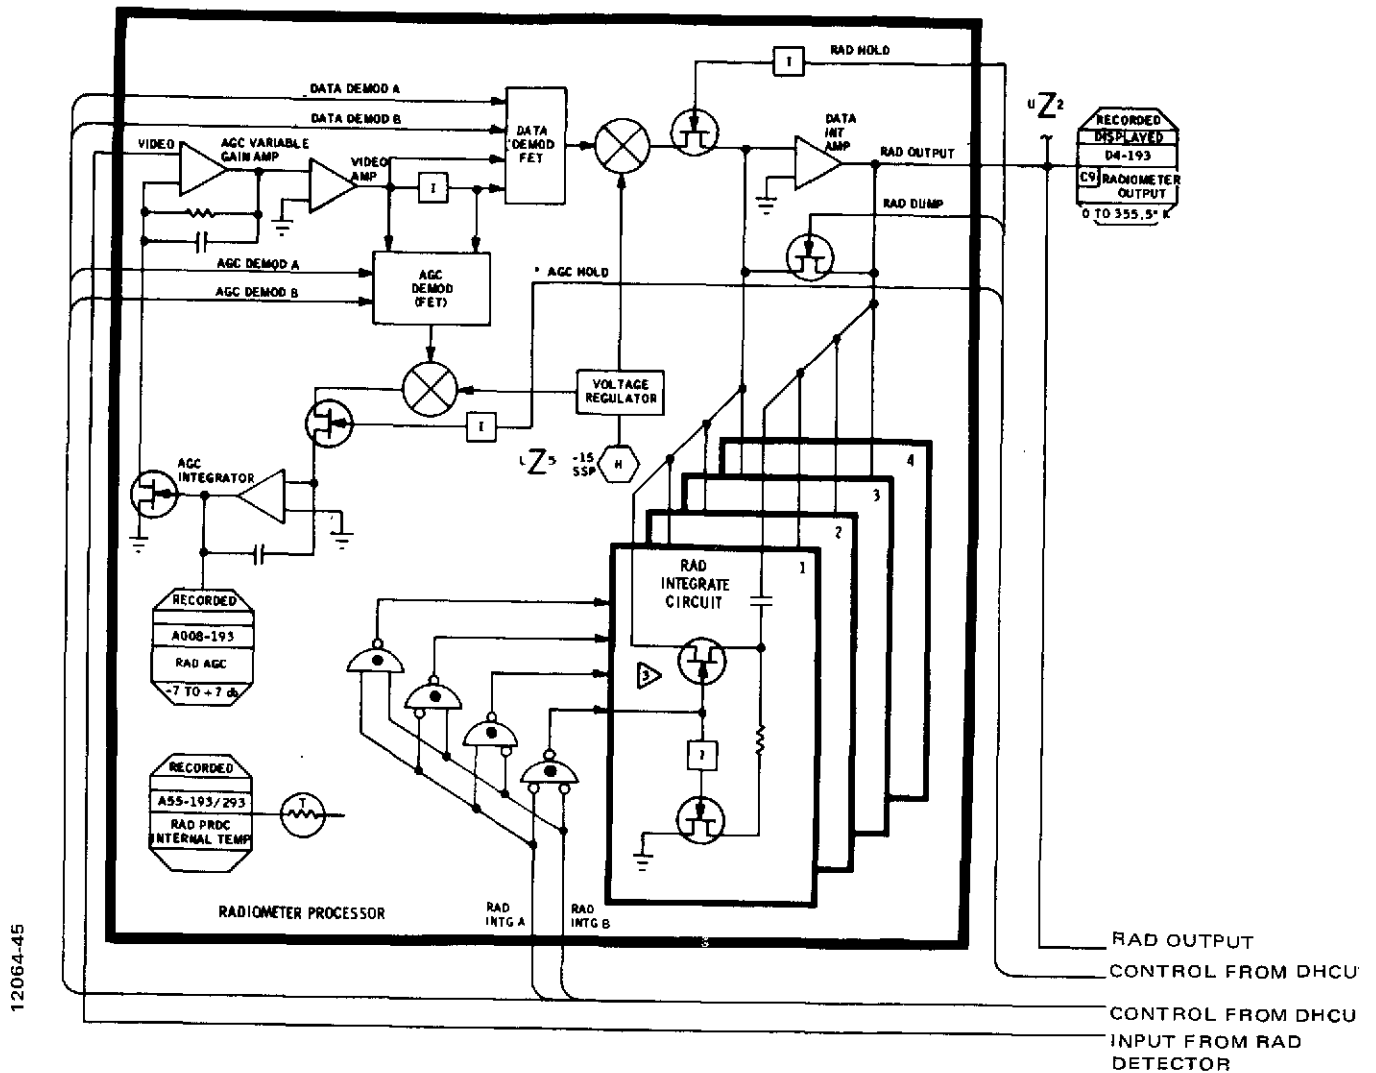 RAD HOLD
I
DATA DEMOD A
DATA DEMOD B
DATA
DEMOD
FET
DATA
INT
AMP
RAD OUTPUT
U Z 2
RECORDED
DISPLAYED
D4-193
C9 RADIOMETER
OUTPUT
0 TO 355.5° K
VIDEO
AGC VARIABLE
GAIN AMP
VIDEO
AMP
I
RAD DUMP
AGC DEMOD A
AGC DEMOD B
AGC
DEMOD
(FET)
* AGC HOLD
VOLTAGE
REGULATOR
I
L Z 5
-15
SSP
H
AGC
INTEGRATOR
4
3
2
1
RAD
INTEGRATE
CIRCUIT
3
I
RECORDED
A008-193
RAD AGC
-7 TO +7 db
RECORDED
A55-193/293
RAD PROC
INTERNAL TEMP
T
RADIOMETER PROCESSOR
RAD
INTG A
RAD
INTG B
12064-45
RAD OUTPUT
CONTROL FROM DHCU
CONTROL FROM DHCU
INPUT FROM RAD
DETECTOR